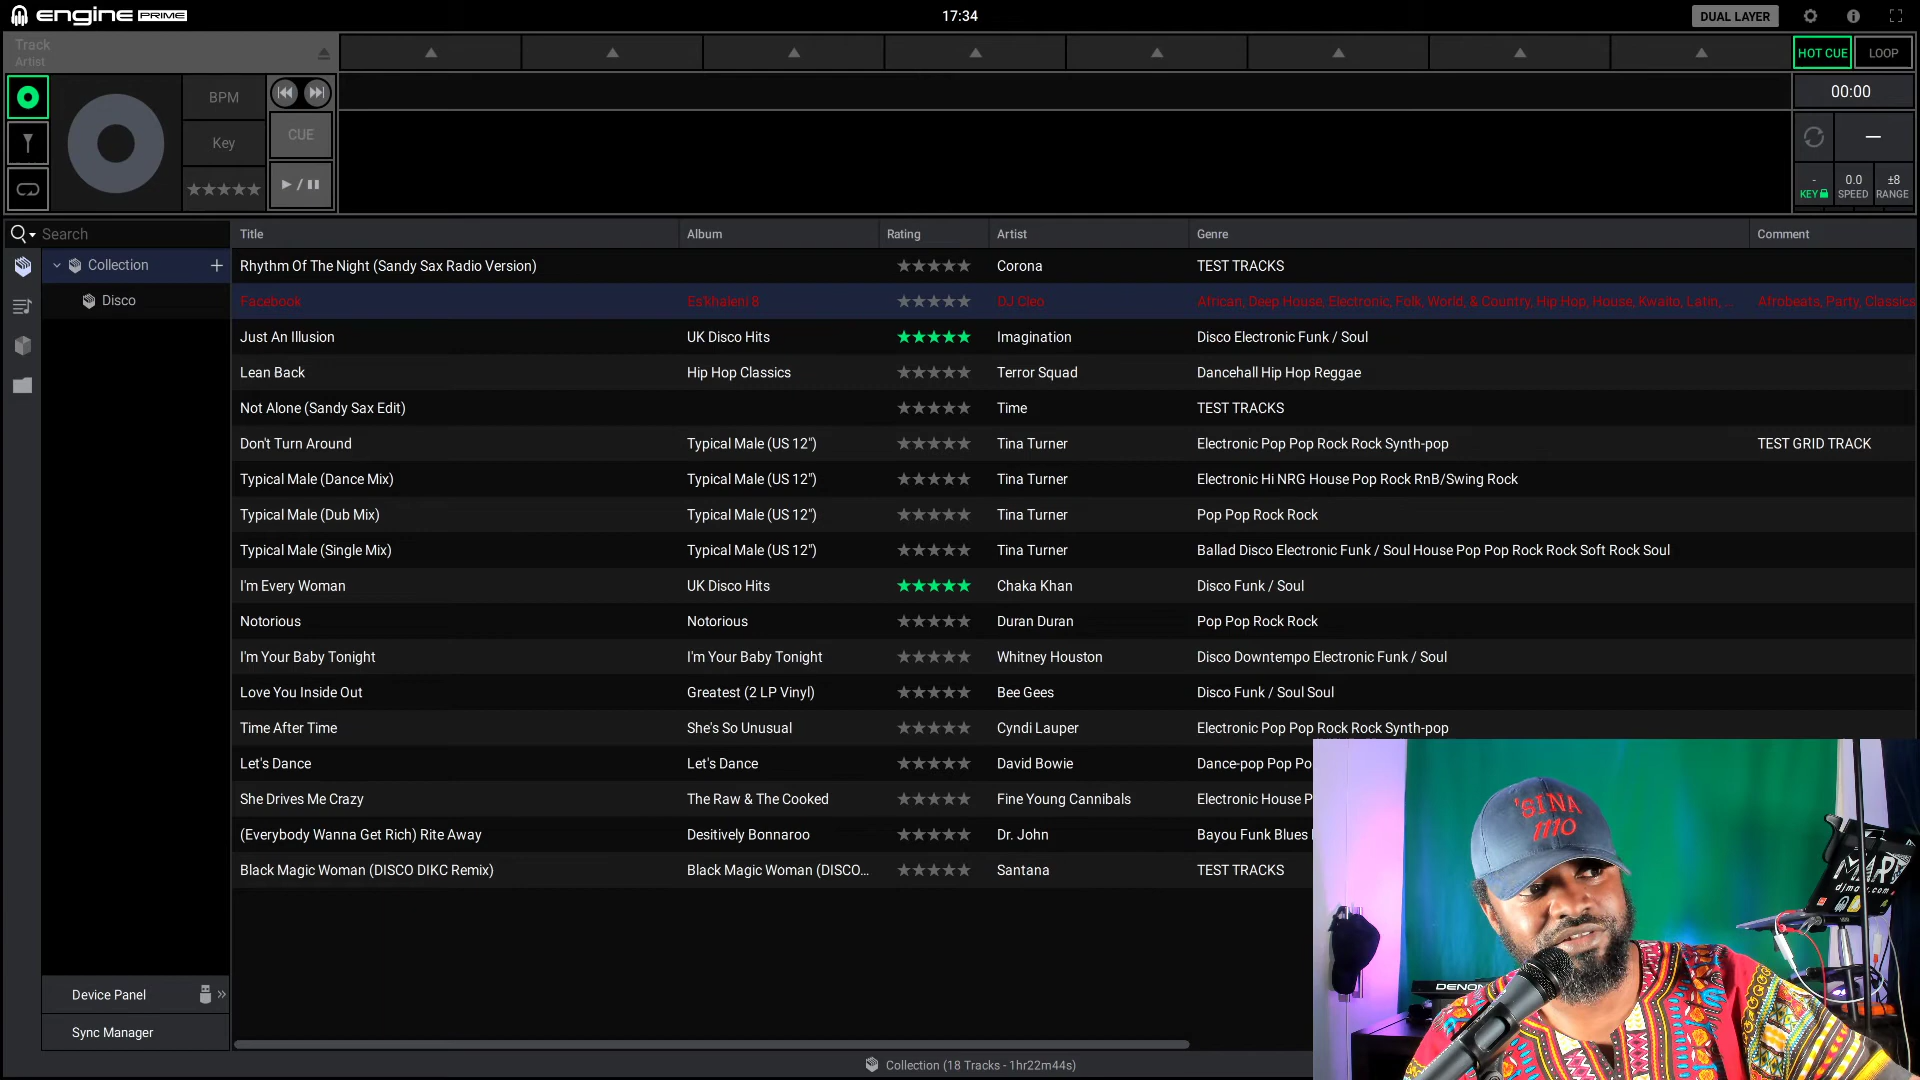 engine PRIME
17:34
DUAL LAYER
Track
Artist
HOT CUE
LOOP
BPM
Key
CUE
00:00
-
KEY
0.0
SPEED
±8
RANGE
Search
Title Album Rating Artist Genre Comment
Collection
Disco
Rhythm Of The Night (Sandy Sax Radio Version) Corona TEST TRACKS
Facebook Es'khaleni 8 DJ Cleo African, Deep House, Electronic, Folk, World, & Country, Hip Hop, House, Kwaito, Latin, ... Afrobeats, Party, Classics
Just An Illusion UK Disco Hits Imagination Disco Electronic Funk / Soul
Lean Back Hip Hop Classics Terror Squad Dancehall Hip Hop Reggae
Not Alone (Sandy Sax Edit) Time TEST TRACKS
Don't Turn Around Typical Male (US 12") Tina Turner Electronic Pop Pop Rock Rock Synth-pop TEST GRID TRACK
Typical Male (Dance Mix) Typical Male (US 12") Tina Turner Electronic Hi NRG House Pop Rock RnB/Swing Rock
Typical Male (Dub Mix) Typical Male (US 12") Tina Turner Pop Pop Rock Rock
Typical Male (Single Mix) Typical Male (US 12") Tina Turner Ballad Disco Electronic Funk / Soul House Pop Pop Rock Rock Soft Rock Soul
I'm Every Woman UK Disco Hits Chaka Khan Disco Funk / Soul
Notorious Notorious Duran Duran Pop Pop Rock Rock
I'm Your Baby Tonight I'm Your Baby Tonight Whitney Houston Disco Downtempo Electronic Funk / Soul
Love You Inside Out Greatest (2 LP Vinyl) Bee Gees Disco Funk / Soul Soul
Time After Time She's So Unusual Cyndi Lauper Electronic Pop Pop Rock Rock Synth-pop
Let's Dance Let's Dance David Bowie Dance-pop Pop Po
She Drives Me Crazy The Raw & The Cooked Fine Young Cannibals Electronic House P
(Everybody Wanna Get Rich) Rite Away Desitively Bonnaroo Dr. John Bayou Funk Blues
Black Magic Woman (DISCO DIKC Remix) Black Magic Woman (DISCO... Santana TEST TRACKS
Device Panel
Sync Manager
Collection (18 Tracks - 1hr22m44s)
'SINA
mo
DENON